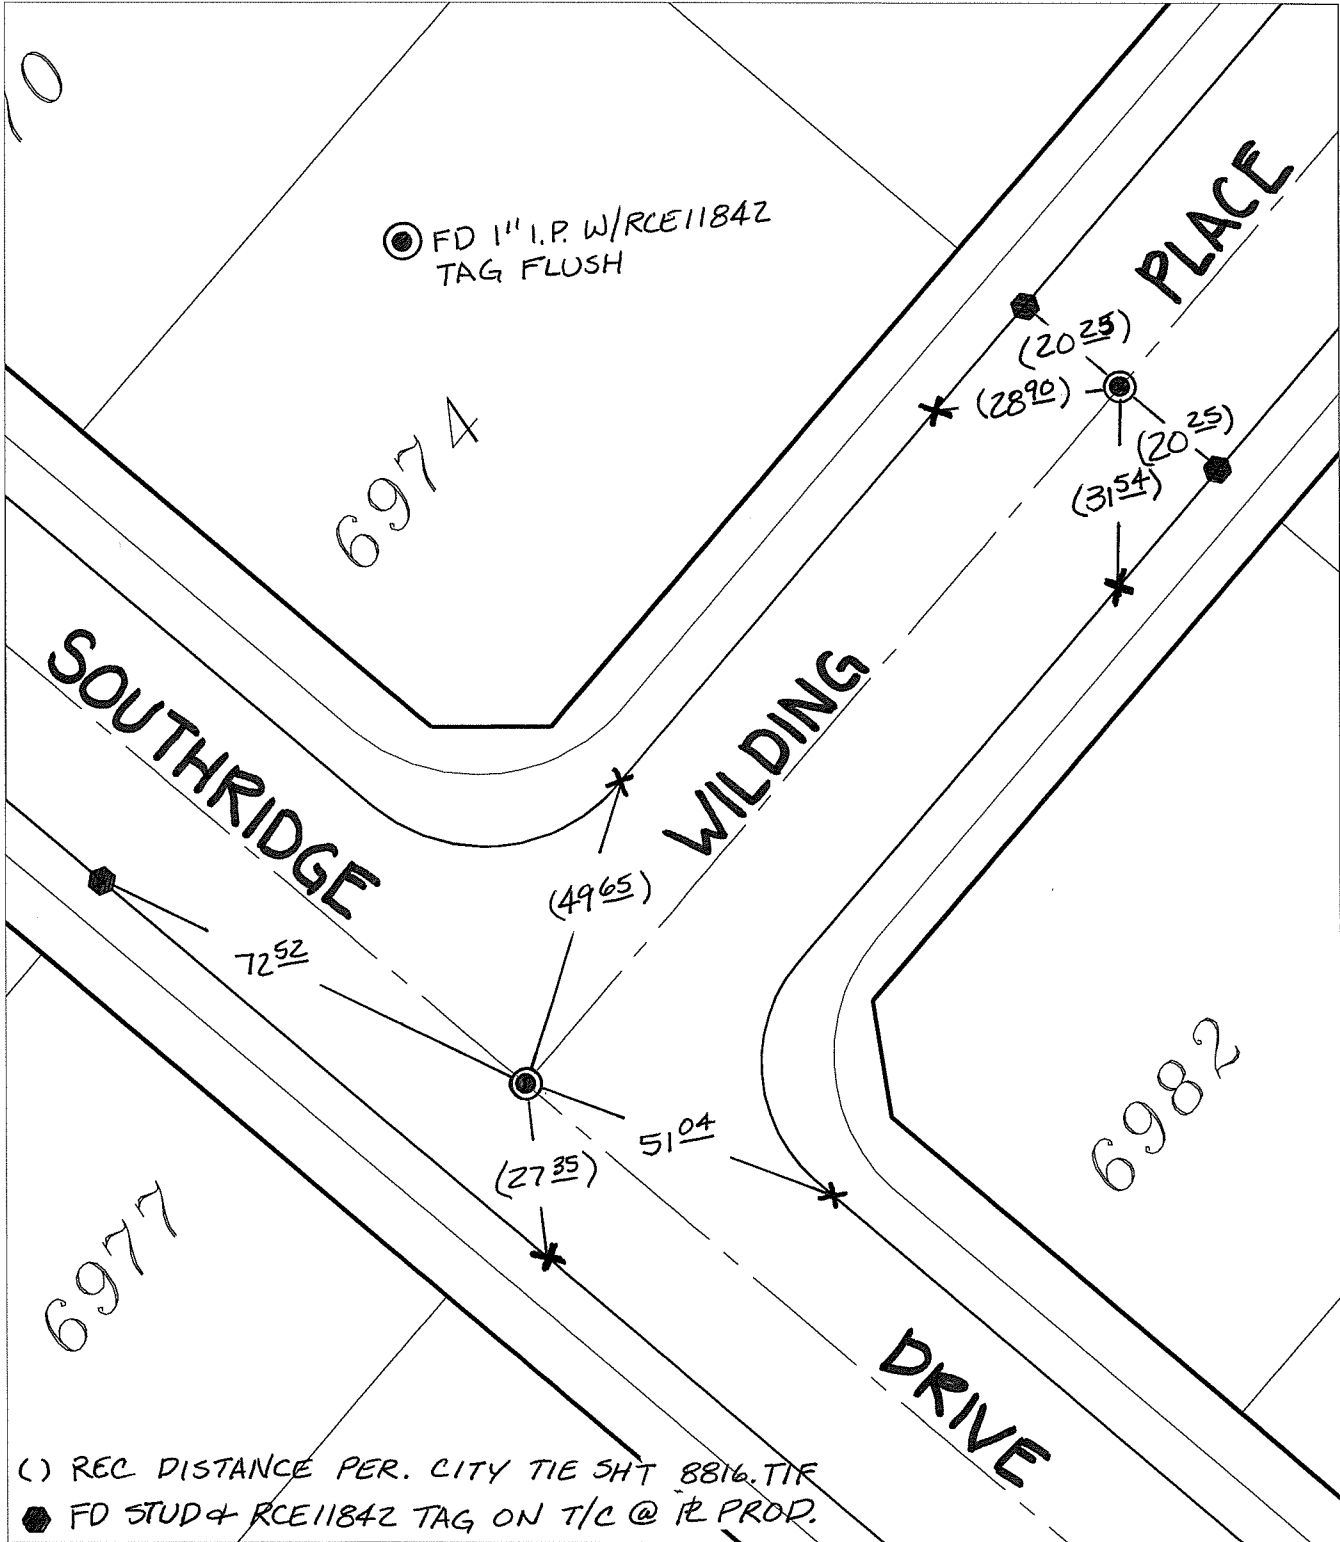 70
FD 1" I.P. W/RCE11842
TAG FLUSH
PLACE
(20 25)
(28 90)
(20 25)
(31 54)
6974
SOUTHRIDGE
WILDING
(49 65)
72 52
51 04
(27 35)
6982
6977
DRIVE
() REC DISTANCE PER. CITY TIE SHT 8816.TIF
FD STUD & RCE11842 TAG ON T/C @ PL PROD.